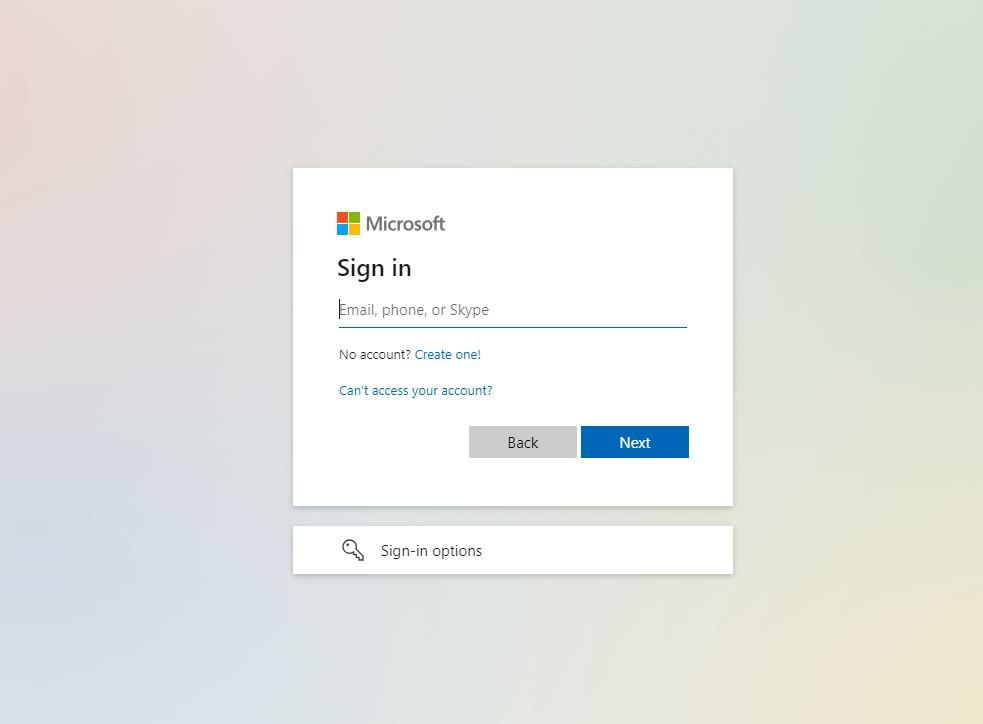 Microsoft
Sign in
Email, phone, or Skype
No account? Create one!
Can't access your account?
Back Next
Sign-in options